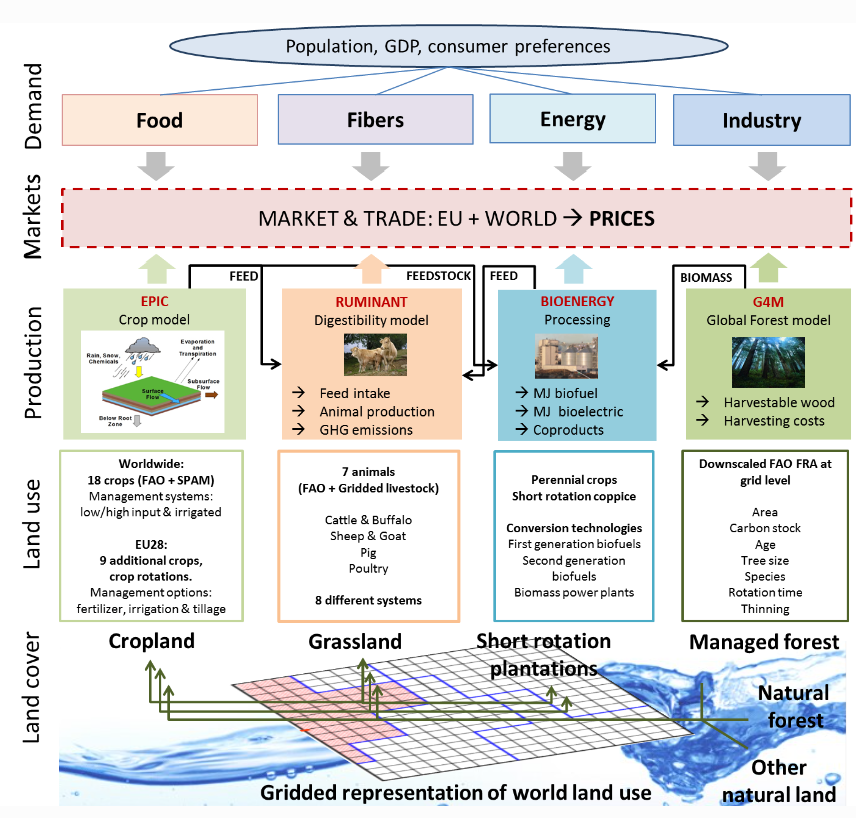 Population, GDP, consumer preferences
Demand
Food
Fibers
Energy
Industry
Markets
MARKET & TRADE: EU + WORLD → PRICES
FEED
FEEDSTOCK
FEED
BIOMASS
Production
EPIC
Crop model
Rain, Snow,
Chemicals
Evaporation
and
Transpiration
Surface
Flow
Subsurface
Flow
Below Root
Zone
RUMINANT
Digestibility model
→ Feed intake
→ Animal production
→ GHG emissions
BIOENERGY
Processing
→ MJ biofuel
→ MJ bioelectric
→ Coproducts
G4M
Global Forest model
→ Harvestable wood
→ Harvesting costs
Land use
Worldwide:
18 crops (FAO + SPAM)
Management systems:
low/high input & irrigated
EU28:
9 additional crops,
crop rotations.
Management options:
fertilizer, irrigation & tillage
7 animals
(FAO + Gridded livestock)
Cattle & Buffalo
Sheep & Goat
Pig
Poultry
8 different systems
Perennial crops
Short rotation coppice
Conversion technologies
First generation biofuels
Second generation
biofuels
Biomass power plants
Downscaled FAO FRA at
grid level
Area
Carbon stock
Age
Tree size
Species
Rotation time
Thinning
Land cover
Cropland
Grassland
Short rotation
plantations
Managed forest
Natural
forest
Other
natural land
Gridded representation of world land use